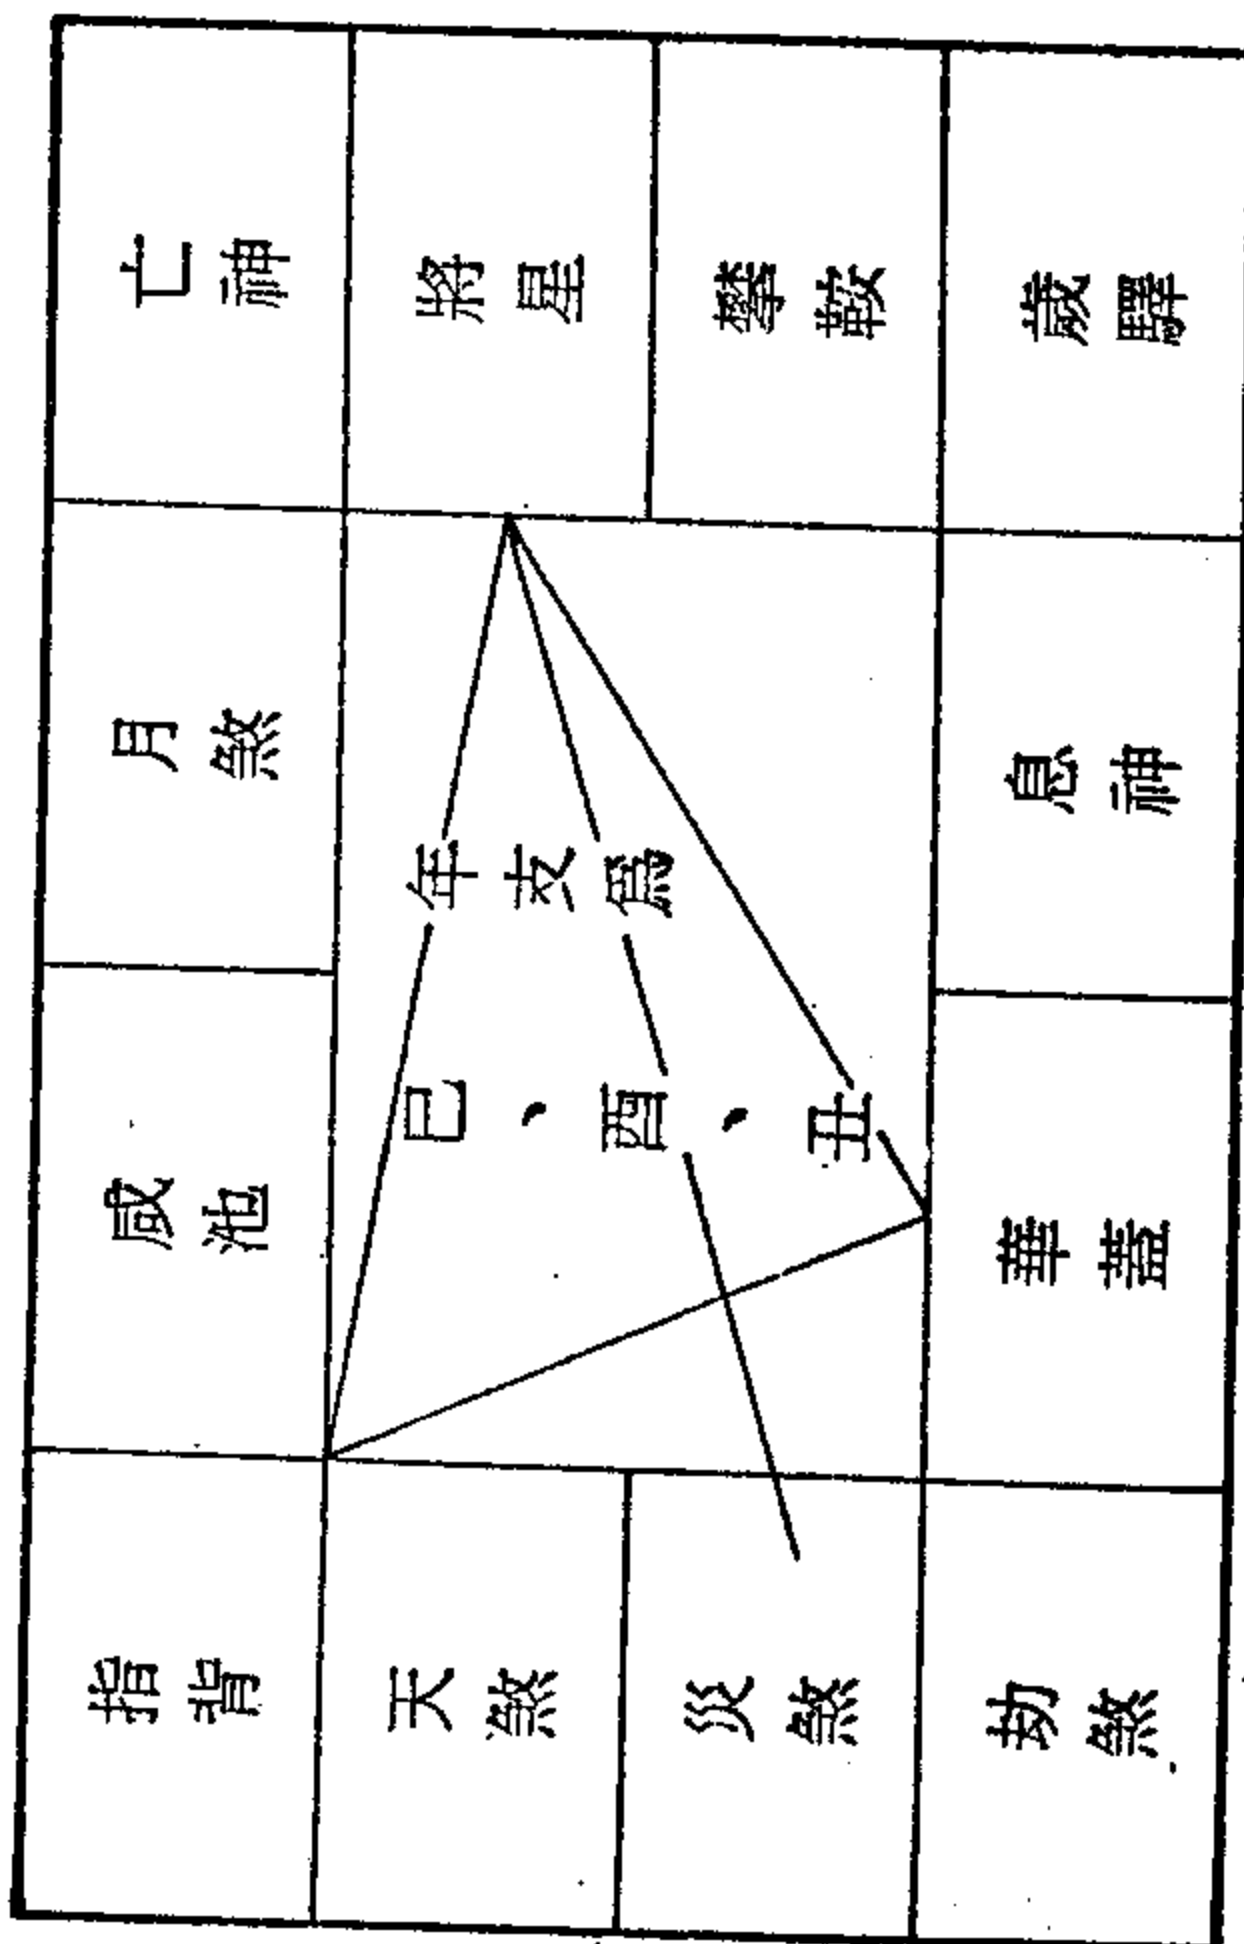 指背
咸池
月煞
亡神
天煞
將星
年支爲
巳、酉、丑
災煞
攀鞍
劫煞
華蓋
息神
歲驛